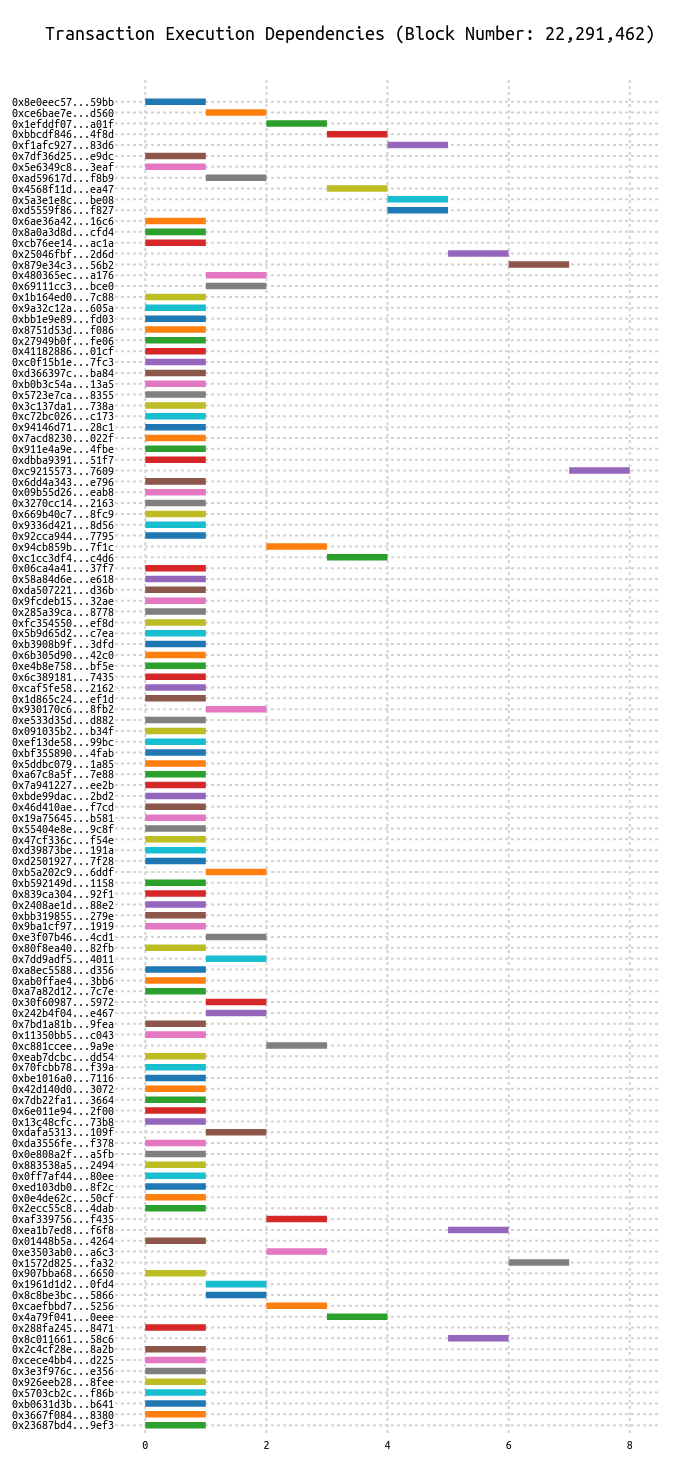 Transaction Execution Dependencies (Block Number: 22,291,462)
0x8e0eec57...59bb
0xce6bae7e...d560
0x1efddf07...a01f
0xbbcdf846...4f8d
0xf1afc927...83d6
0x7df36d25...e9dc
0x5e6349c8...3eaf
0xad59617d...f8b9
0x4568f11d...ea47
0x5a3e1e8c...be08
0xd5559f86...f827
0x6ae36a42...16c6
0x8a0a3d8d...cfd4
0xcb76ee14...ac1a
0x25046fbf...2d6d
0x879e34c3...56b2
0x480365ec...a176
0x69111cc3...bce0
0x1b164ed0...7c88
0x9a32c12a...605a
0xbb1e9e89...fd03
0x8751d53d...f086
0x27949b0f...fe06
0x41182886...01cf
0xc0f15b1e...7fc3
0xd366397c...ba84
0xb0b3c54a...13a5
0x5723e7ca...8355
0x3c137da1...738a
0xc72bc026...c173
0x94146d71...28c1
0x7acd8230...022f
0x911e4a9e...4fbe
0xdbba9391...51f7
0xc9215573...7609
0x6dd4a343...e796
0x09b55d26...eab8
0x3270cc14...2163
0x669b40c7...8fc9
0x9336d421...8d56
0x92cca944...7795
0x94cb859b...7f1c
0xc1cc3df4...c4d6
0x06ca4a41...37f7
0x58a84d6e...e618
0xda507221...d36b
0x9fcdeb15...32ae
0x285a39ca...8778
0xfc354550...ef8d
0x5b9d65d2...c7ea
0xb3908b9f...3dfd
0x6b305d90...42c0
0xe4b8e758...bf5e
0x6c389181...7435
0xcaf5fe58...2162
0x1d865c24...ef1d
0x930170c6...8fb2
0xe533d35d...d882
0x091035b2...b34f
0xef13de58...99bc
0xbf355890...4fab
0x5ddbc079...1a85
0xa67c8a5f...7e88
0x7a941227...ee2b
0xbde99dac...2bd2
0x46d410ae...f7cd
0x19a75645...b581
0x55404e8e...9c8f
0x47cf336c...f54e
0xd39873be...191a
0xd2501927...7f28
0xb5a202c9...6ddf
0xb592149d...1158
0x839ca304...92f1
0x2408ae1d...88e2
0xbb319855...279e
0x9ba1cf97...1919
0xe3f07b46...4cd1
0x80f8ea40...82fb
0x7dd9adf5...4011
0xa8ec5588...d356
0xab0ffae4...3bb6
0xa7a82d12...7c7e
0x30f60987...5972
0x242b4f04...e467
0x7bd1a81b...9fea
0x11350bb5...c043
0xc881ccee...9a9e
0xeab7dcbc...dd54
0x70fcbb78...f39a
0xbe1016a0...7116
0x42d140d0...3072
0x7db22fa1...3664
0x6e011e94...2f00
0x13c48cfc...73b8
0xdafa5313...109f
0xda3556fe...f378
0x0e808a2f...a5fb
0x883538a5...2494
0x0ff7af44...80ee
0xed103db0...8f2c
0x0e4de62c...50cf
0x2ecc55c8...4dab
0xaf339756...f435
0xea1b7ed8...f6f8
0x01448b5a...4264
0xe3503ab0...a6c3
0x1572d825...fa32
0x907bba68...6650
0x1961d1d2...0fd4
0x8c8be3bc...5866
0xcaefbbd7...5256
0x4a79f041...0eee
0x288fa245...8471
0x8c011661...58c6
0x2c4cf28e...8a2b
0xcece4bb4...d225
0x3e3f976c...e356
0x926eeb28...8fee
0x5703cb2c...f86b
0xb0631d3b...b641
0x3667f084...8380
0x23687bd4...9ef3
0 2 4 6 8